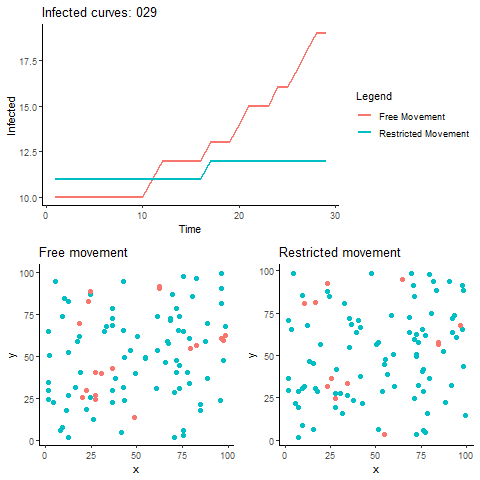 Infected curves: 029
Infected
17.5
15.0
12.5
10.0
0
10
20
30
Time
Legend
Free Movement
Restricted Movement
Free movement
y
100
75
50
25
0
0
25
50
75
100
x
Restricted movement
y
100
75
50
25
0
0
25
50
75
100
x